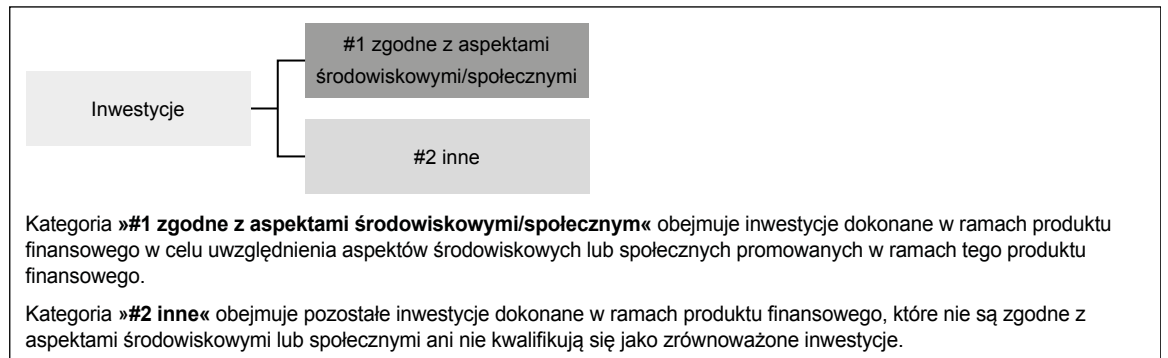 #1 zgodne z aspektami
środowiskowymi/społecznymi
Inwestycje
#2 inne
Kategoria »#1 zgodne z aspektami środowiskowymi/społecznym« obejmuje inwestycje dokonane w ramach produktu
finansowego w celu uwzględnienia aspektów środowiskowych lub społecznych promowanych w ramach tego produktu
finansowego.
Kategoria »#2 inne« obejmuje pozostałe inwestycje dokonane w ramach produktu finansowego, które nie są zgodne z
aspektami środowiskowymi lub społecznymi ani nie kwalifikują się jako zrównoważone inwestycje.